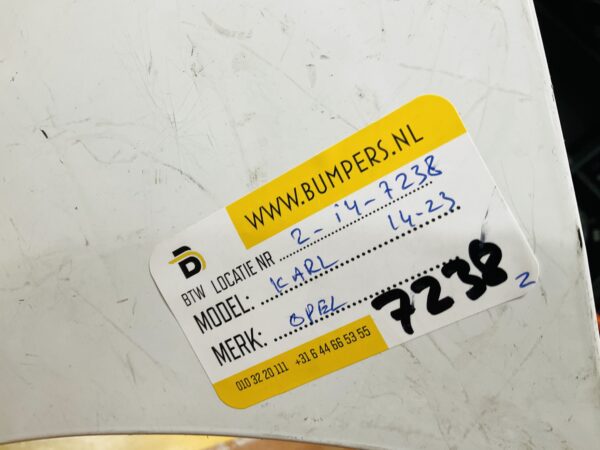 WWW.BUMPERS.NL
BTW LOCATIE NR 2-i4-7238
MODEL: KARL 14-23
MERK: OPEL 7238
2
010 32 20 111 +31 6 44 66 53 55